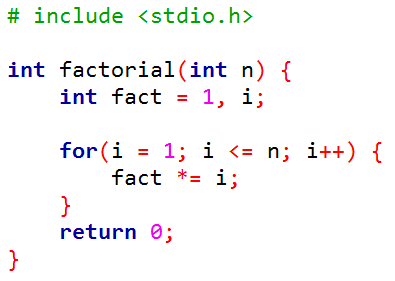 # include <stdio.h>
int factorial(int n) {
    int fact = 1, i;
    for(i = 1; i <= n; i++) {
        fact *= i;
    }
    return 0;
}